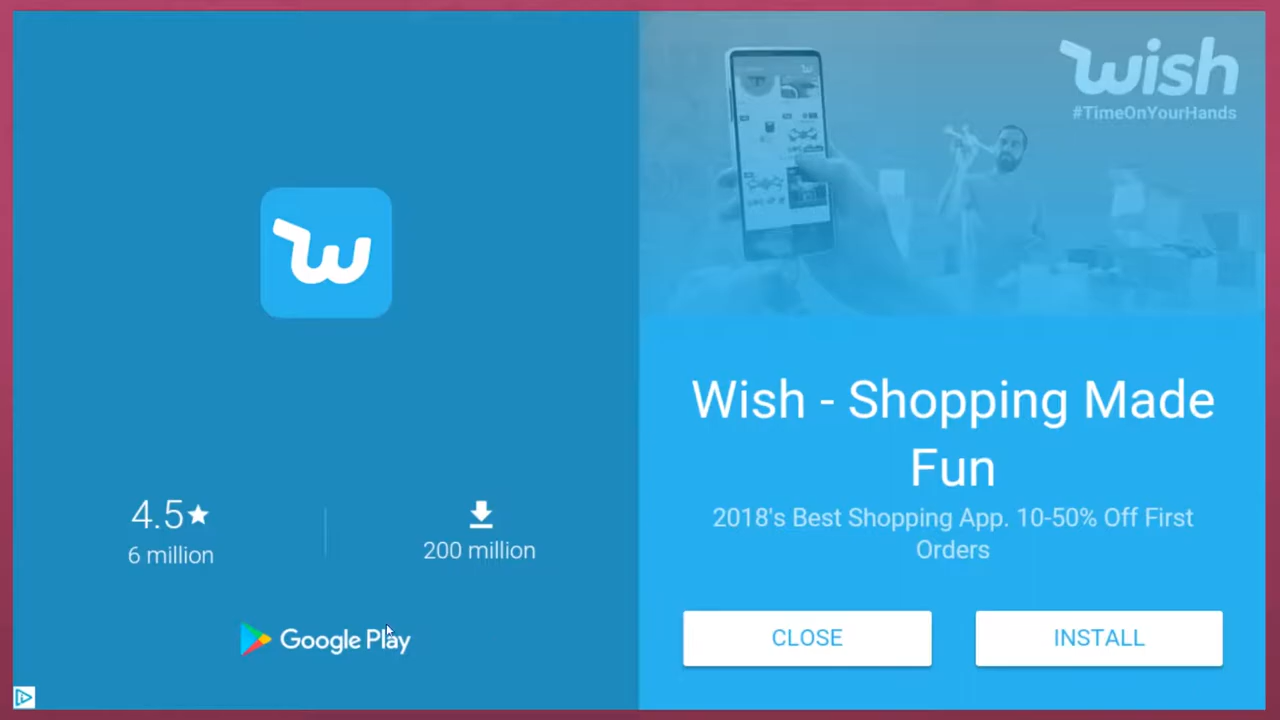 4.5★
6 million
200 million
Google Play
wish
#TimeOnYourHands
Wish - Shopping Made
Fun
2018's Best Shopping App. 10-50% Off First
Orders
CLOSE
INSTALL